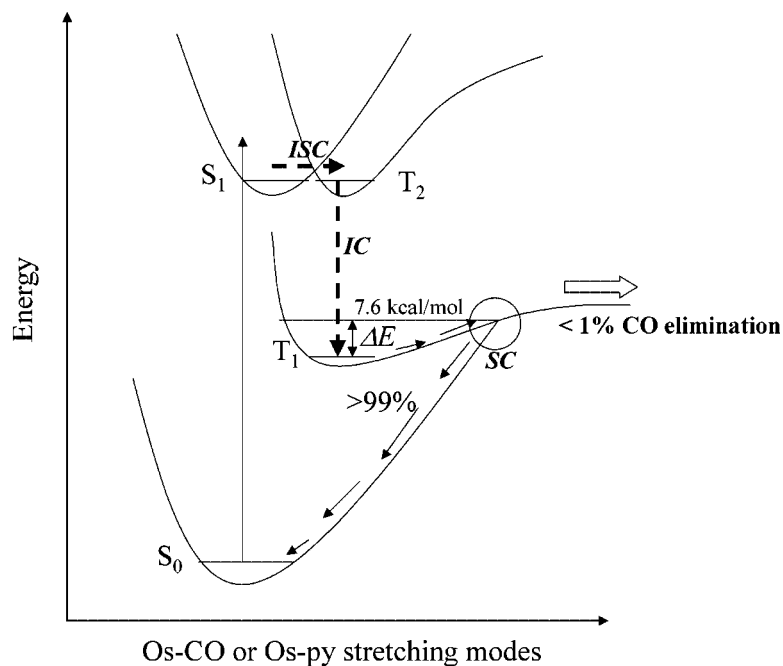 ISC
S1
T2
IC
Energy
7.6 kcal/mol
ΔE
T1
SC
< 1% CO elimination
>99%
S0
Os-CO or Os-py stretching modes